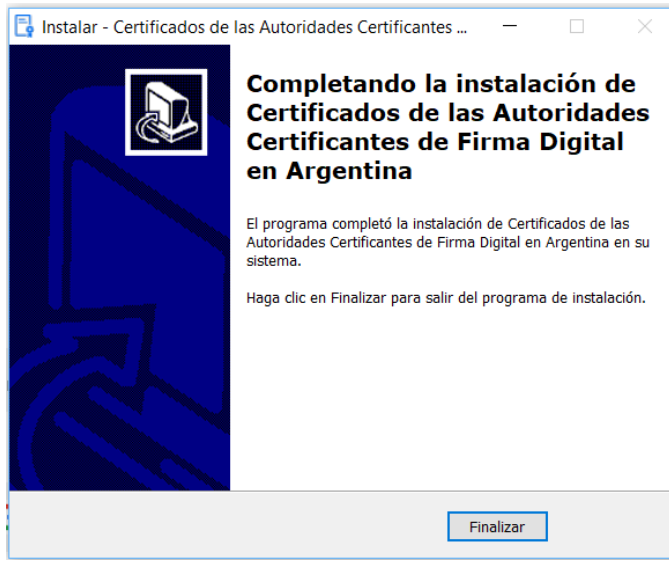 Instalar - Certificados de las Autoridades Certificantes ...
Completando la instalación de
Certificados de las Autoridades
Certificantes de Firma Digital
en Argentina
El programa completó la instalación de Certificados de las
Autoridades Certificantes de Firma Digital en Argentina en su
sistema.
Haga clic en Finalizar para salir del programa de instalación.
Finalizar